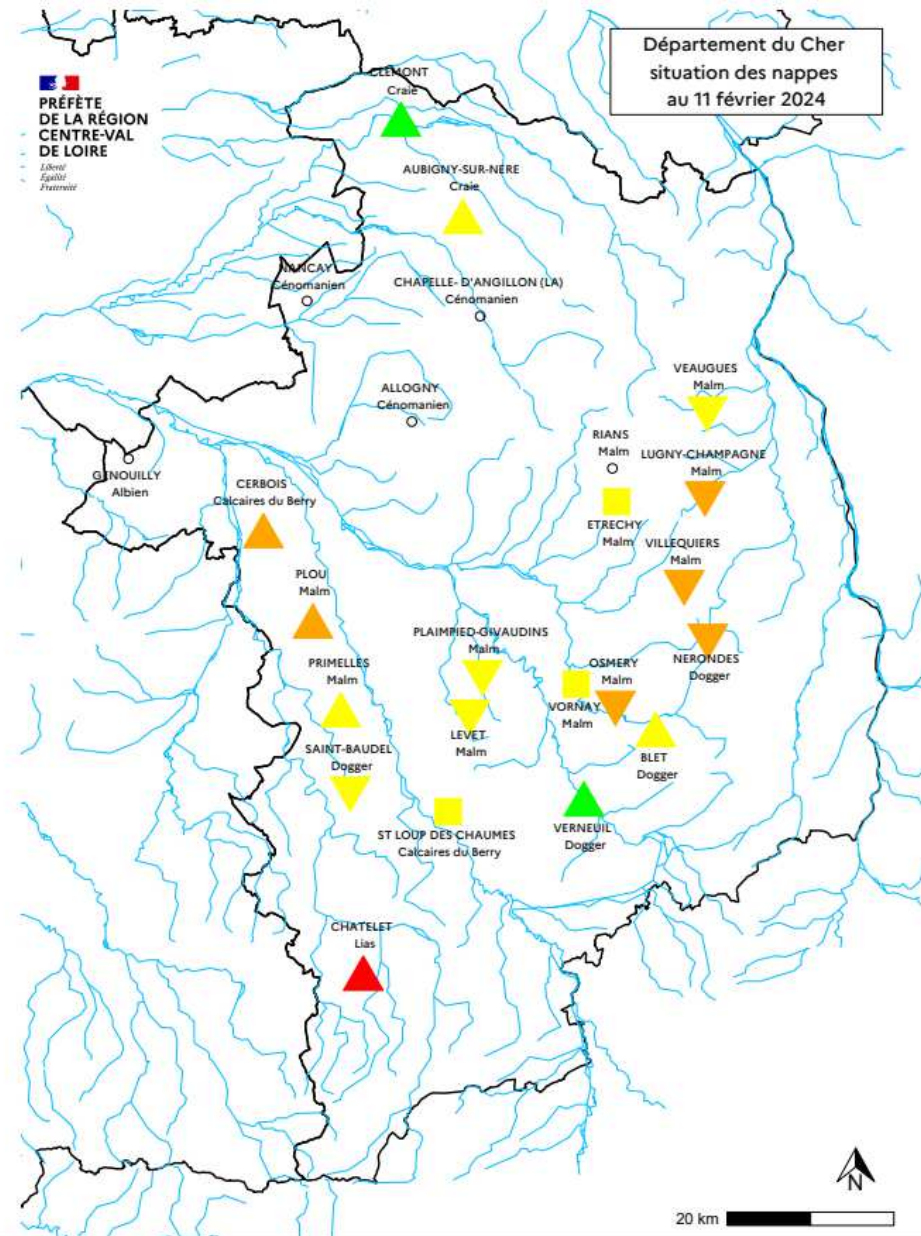 Département du Cher
situation des nappes
au 11 février 2024
PRÉFÈTE
DE LA RÉGION
CENTRE-VAL
DE LOIRE
Liberté
Égalité
Fraternité
CLEMONT
Craie
AUBIGNY-SUR-NERE
Craie
NANCAY
Cénomanien
CHAPELLE- D'ANGILLON (LA)
Cénomanien
VEAUGUES
Malm
ALLOGNY
Cénomanien
RIANS
Malm
LUGNY-CHAMPAGNE
Malm
GENOUILLY
Albien
CERBOIS
Calcaires du Berry
ETRECHY
Malm
VILLEQUIERS
Malm
PLOU
Malm
PLAIMPIED-GIVAUDINS
Malm
PRIMELLES
Malm
OSMERY
Malm
NERONDES
Dogger
VORNAY
Malm
LEVET
Malm
SAINT-BAUDEL
Dogger
BLET
Dogger
ST LOUP DES CHAUMES
Calcaires du Berry
VERNEUIL
Dogger
CHATELET
Lias
N
20 km